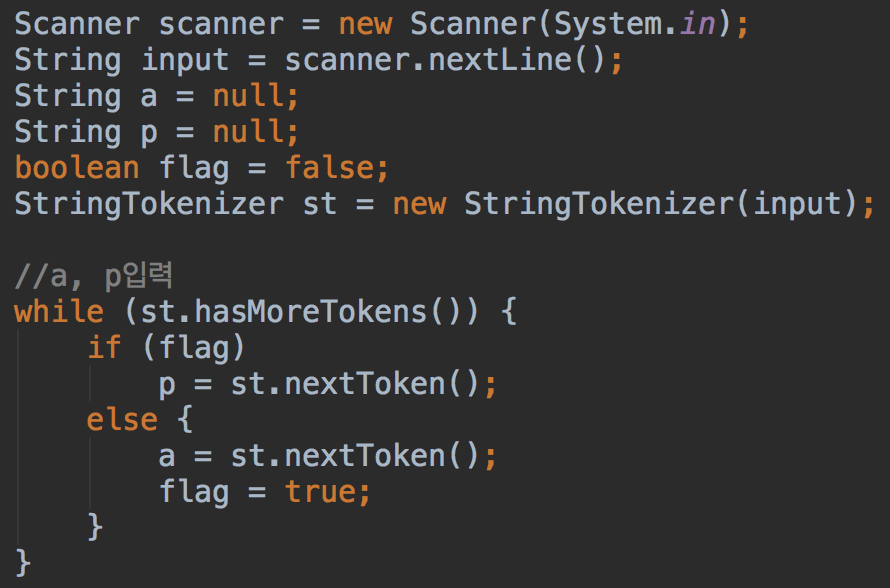 Scanner scanner = new Scanner(System.in);
String input = scanner.nextLine();
String a = null;
String p = null;
boolean flag = false;
StringTokenizer st = new StringTokenizer(input);
//a, p입력
while (st.hasMoreTokens()) {
if (flag)
p = st.nextToken();
else {
a = st.nextToken();
flag = true;
}
}